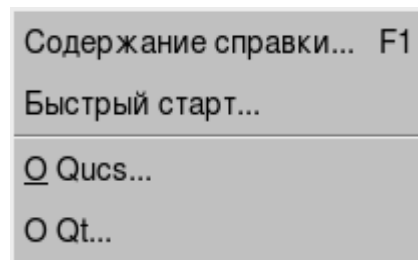 Содержание справки... F1
Быстрый старт...
О Qucs...
О Qt...